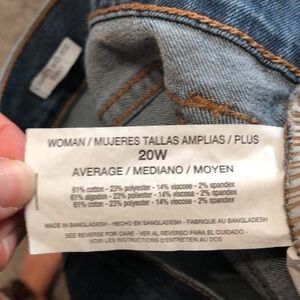 WOMAN / MUJERES TALLAS AMPLIAS / PLUS
20W
AVERAGE / MEDIANO / MOYEN
61% cotton - 23% polyester - 14% viscose - 2% spandex
61% algodon - 23% poliester - 14% viscosa - 2% spandex
61% coton - 23% polyester - 14% viscose - 2% spandex
MADE IN BANGLADESH - HECHO EN BANGLADESH - FABRIQUE AU BANGLADESH
SEE REVERSE FOR CARE - VER AL REVERSO PARA EL CUIDADO -
VOIR LES INSTRUCTIONS D'ENTRETIEN AU DOS